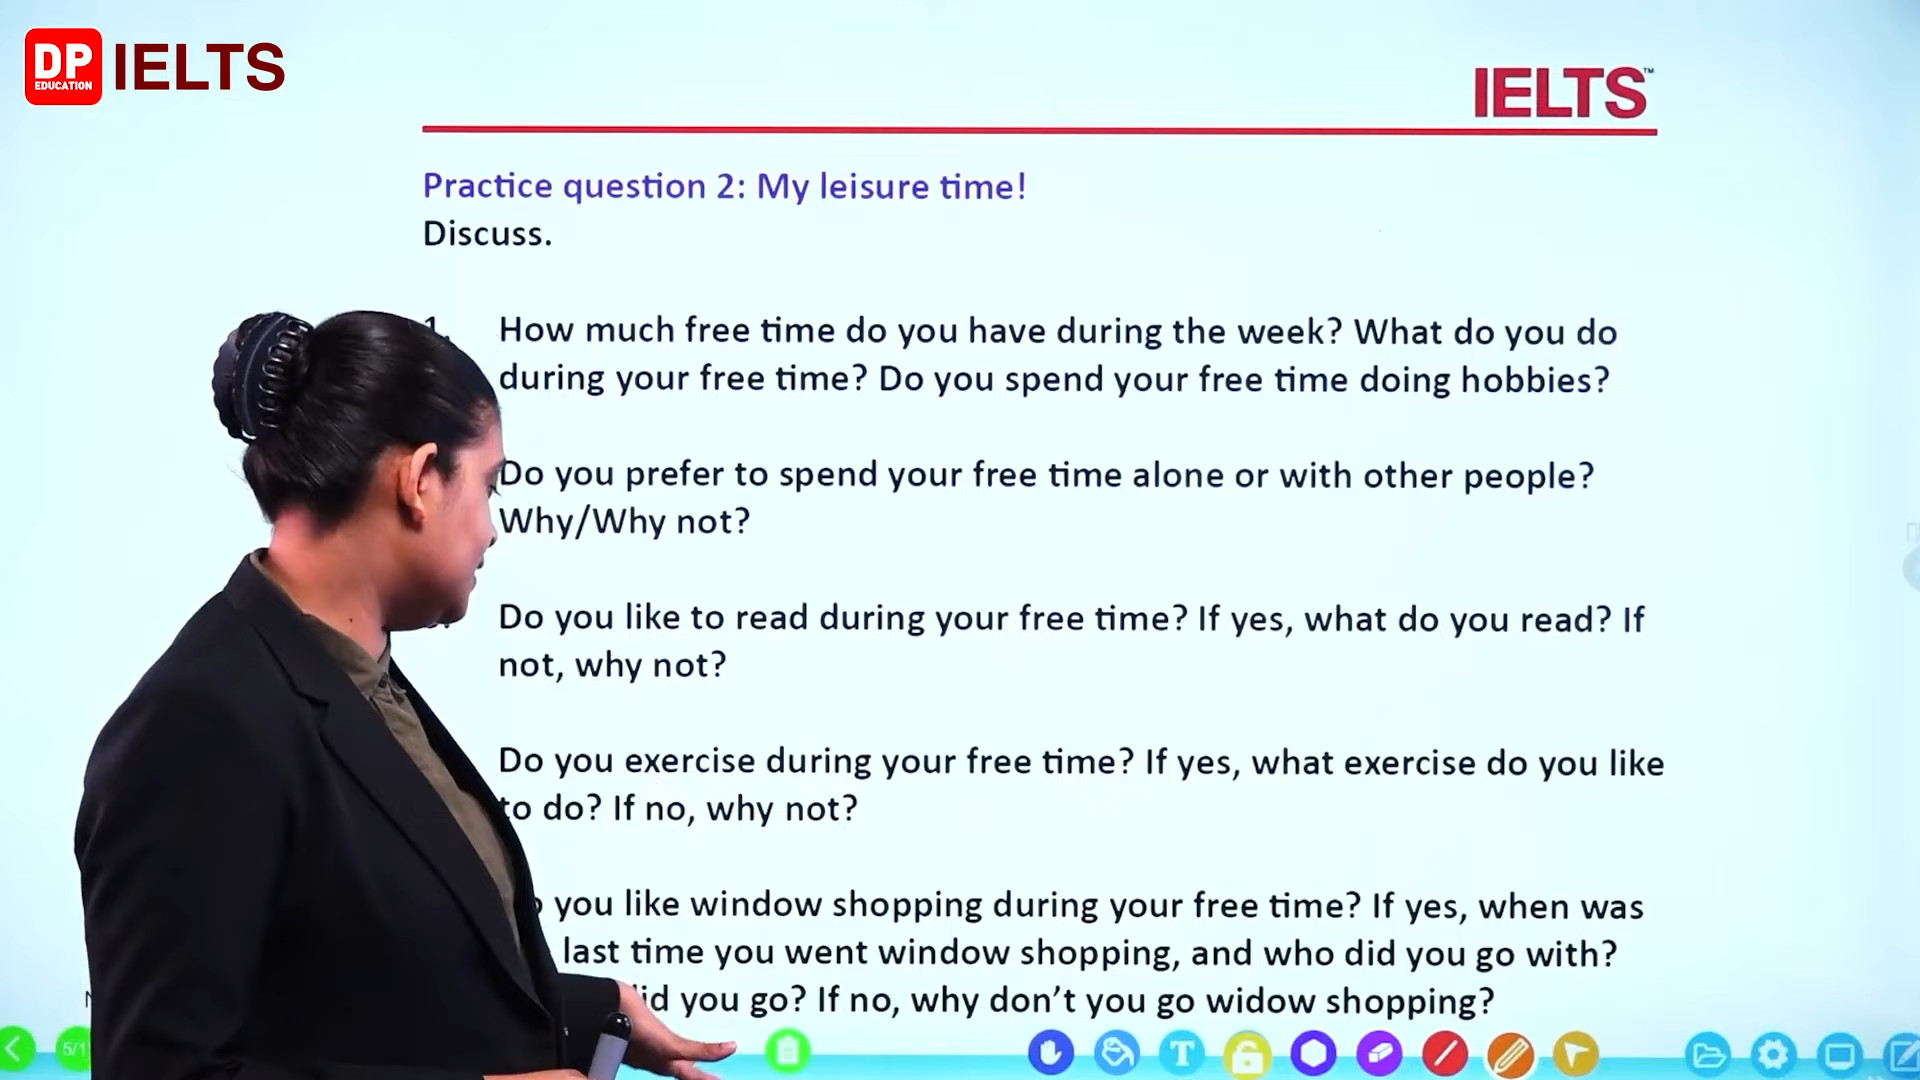 DP
EDUCATION
IELTS
IELTS™
Practice question 2: My leisure time!
Discuss.
1. How much free time do you have during the week? What do you do
during your free time? Do you spend your free time doing hobbies?
Do you prefer to spend your free time alone or with other people?
Why/Why not?
Do you like to read during your free time? If yes, what do you read? If
not, why not?
Do you exercise during your free time? If yes, what exercise do you like
to do? If no, why not?
you like window shopping during your free time? If yes, when was
last time you went window shopping, and who did you go with?
you go? If no, why don't you go widow shopping?
T